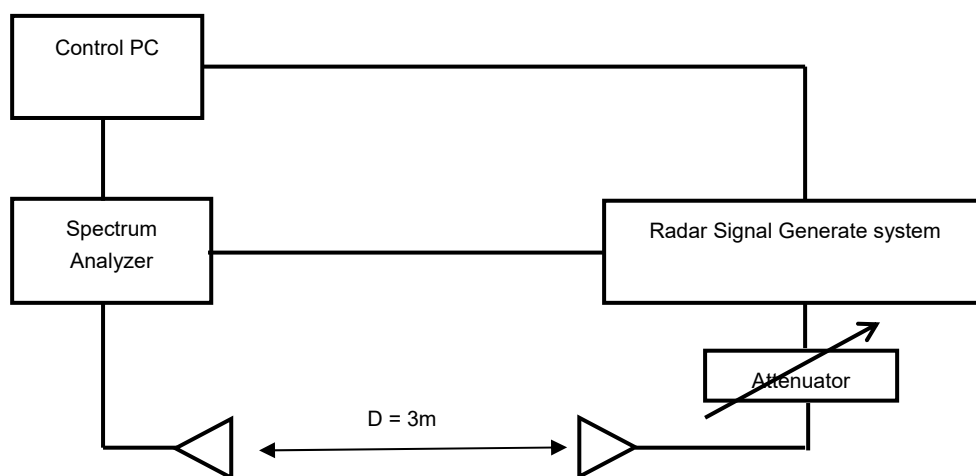 Control PC
Spectrum
Analyzer
Radar Signal Generate system
Attenuator
D = 3m